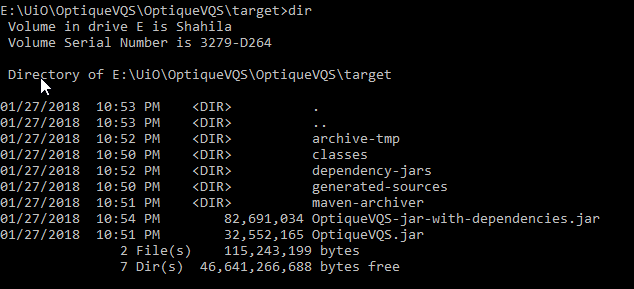 E:\UiO\OptiqueVQS\OptiqueVQS\target>dir
Volume in drive E is Shahila
Volume Serial Number is 3279-D264
Directory of E:\UiO\OptiqueVQS\OptiqueVQS\target
01/27/2018  10:53 PM    <DIR>          .
01/27/2018  10:53 PM    <DIR>          ..
01/27/2018  10:52 PM    <DIR>          archive-tmp
01/27/2018  10:50 PM    <DIR>          classes
01/27/2018  10:52 PM    <DIR>          dependency-jars
01/27/2018  10:50 PM    <DIR>          generated-sources
01/27/2018  10:51 PM    <DIR>          maven-archiver
01/27/2018  10:54 PM        82,691,034 OptiqueVQS-jar-with-dependencies.jar
01/27/2018  10:51 PM        32,552,165 OptiqueVQS.jar
2 File(s)    115,243,199 bytes
7 Dir(s)  46,641,266,688 bytes free